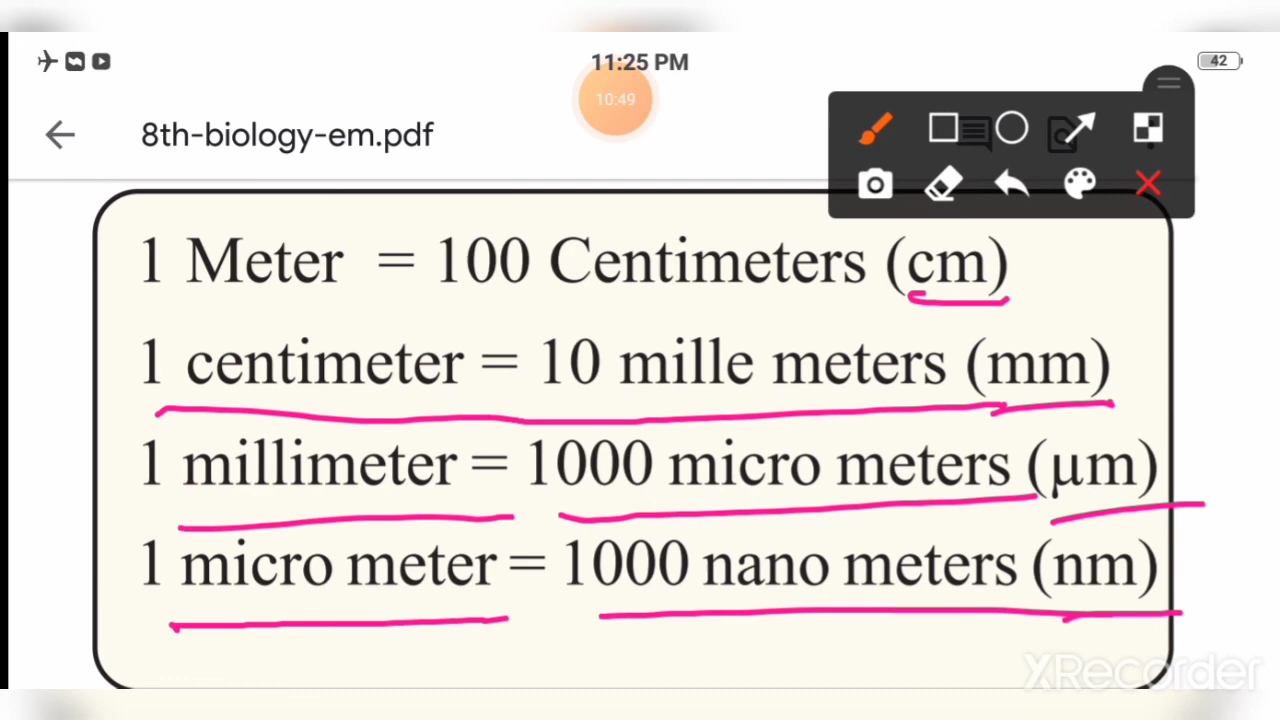 11:25 PM
42
10:49
8th-biology-em.pdf
1 Meter = 100 Centimeters (cm)
1 centimeter = 10 mille meters (mm)
1 millimeter = 1000 micro meters (µm)
1 micro meter = 1000 nano meters (nm)
XRecorder